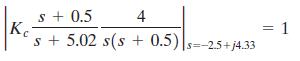 |K_c (s + 0.5)/(s + 5.02) 4/(s(s + 0.5))|_{s=−2.5+j4.33} = 1